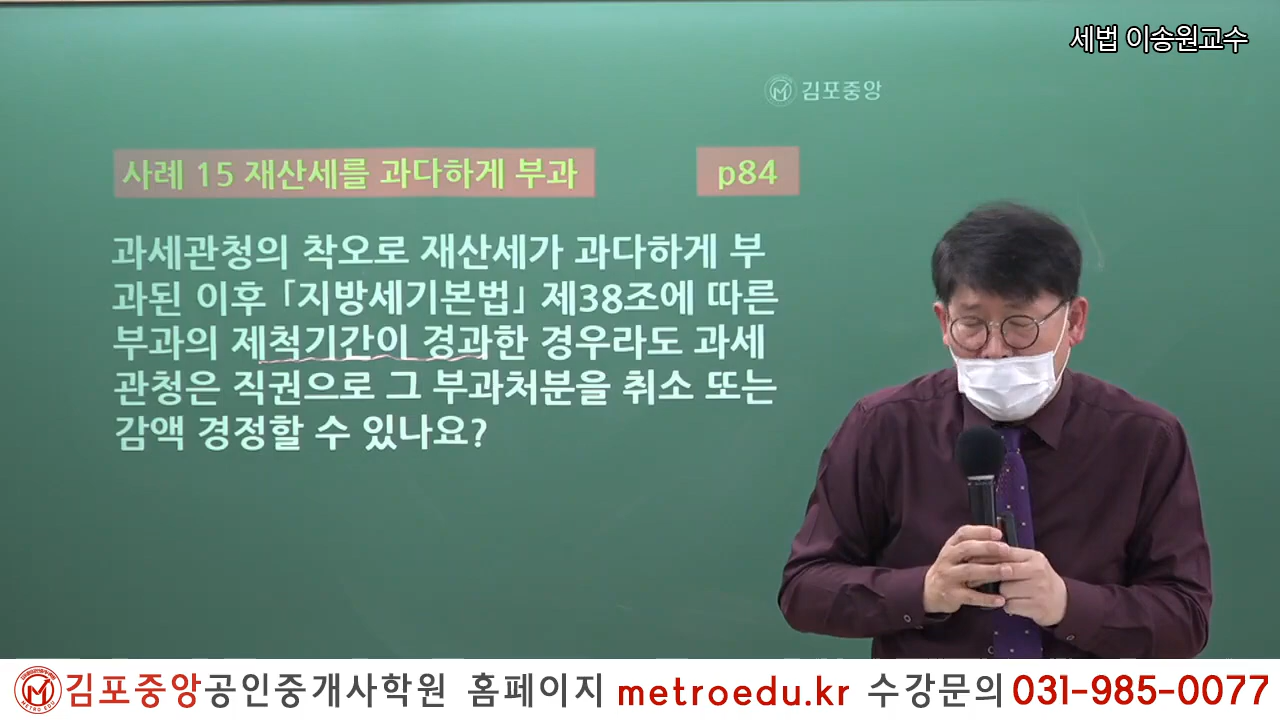 세법 이송원교수
김포중앙
사례 15 재산세를 과다하게 부과
p84
과세관청의 착오로 재산세가 과다하게 부
과된 이후 「지방세기본법」 제38조에 따른
부과의 제척기간이 경과한 경우라도 과세
관청은 직권으로 그 부과처분을 취소 또는
감액 경정할 수 있나요?
METRO EDU 김포중앙공인중개사학원 홈페이지 metroedu.kr 수강문의 031-985-0077